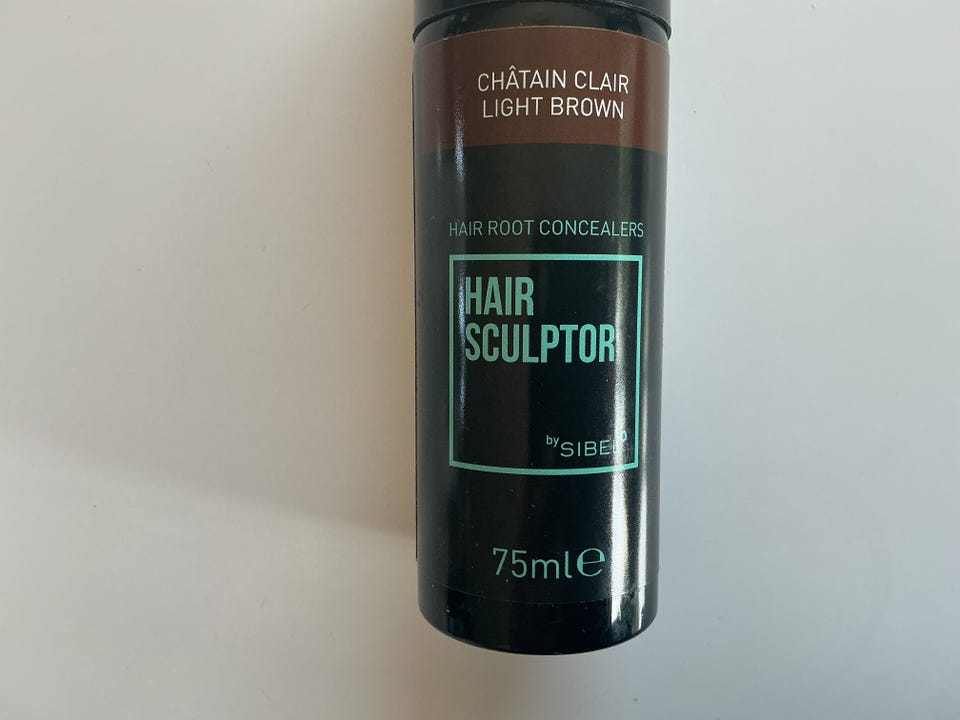 CHÂTAIN CLAIR
LIGHT BROWN
HAIR ROOT CONCEALERS
HAIR
SCULPTOR
by
75ml℮